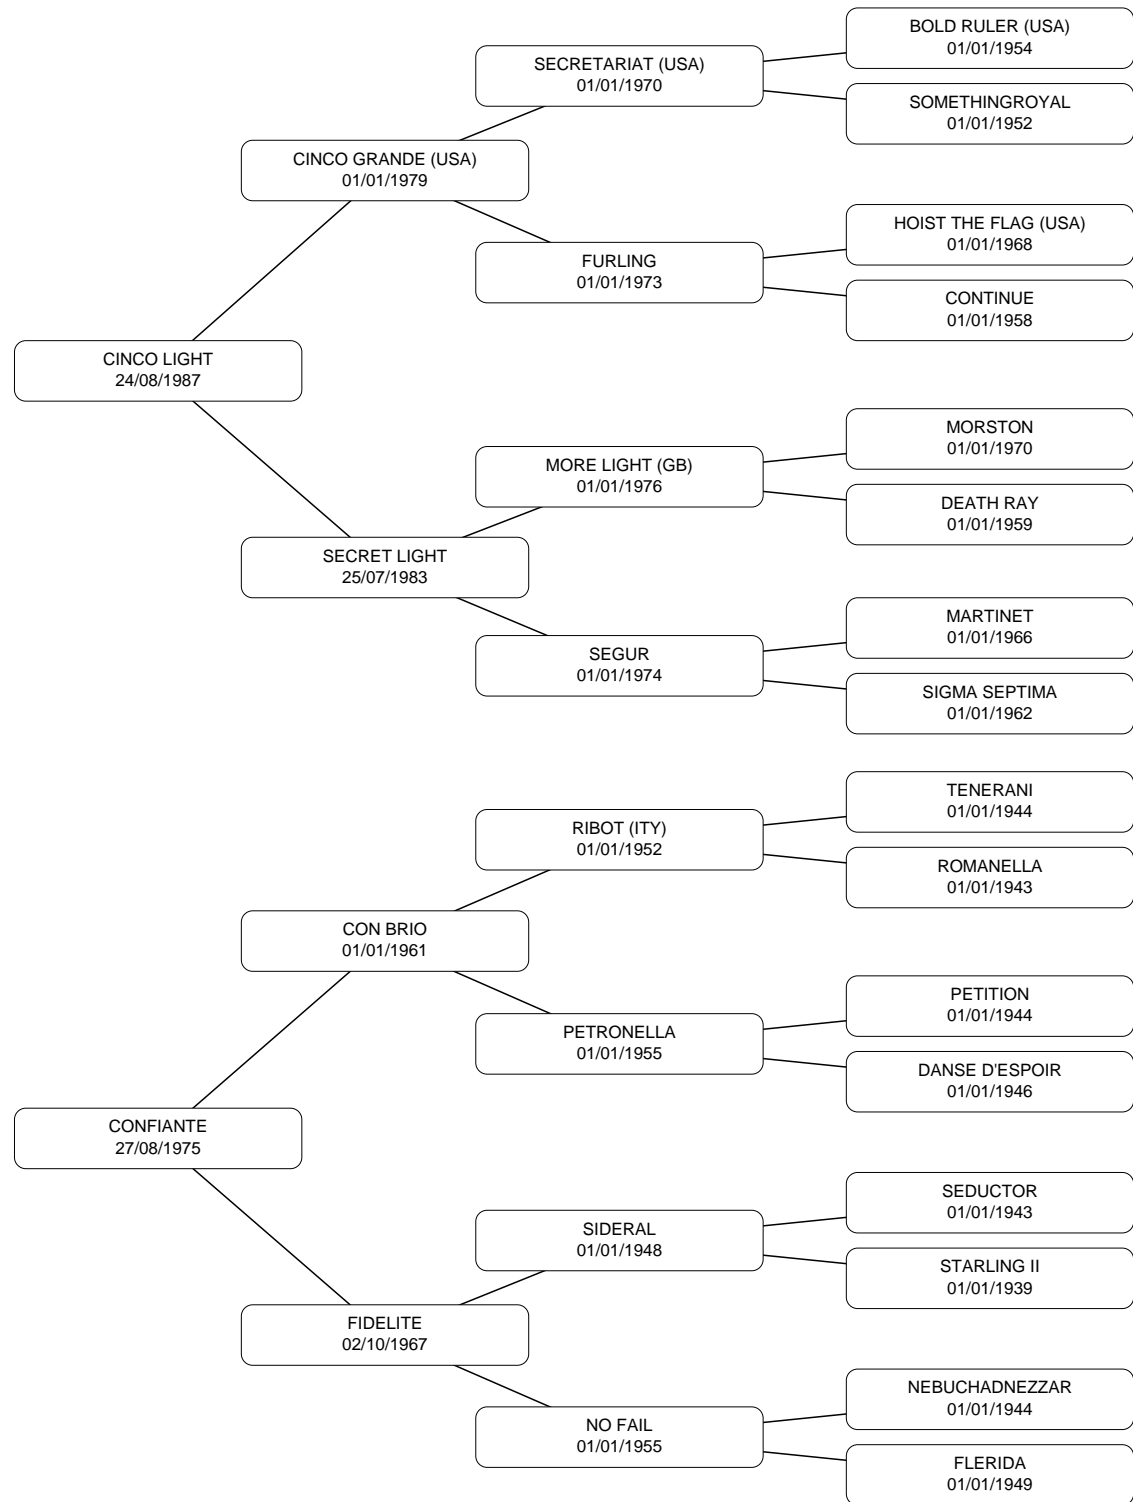 BOLD RULER (USA)
01/01/1954
SECRETARIAT (USA)
01/01/1970
SOMETHINGROYAL
01/01/1952
CINCO GRANDE (USA)
01/01/1979
HOIST THE FLAG (USA)
01/01/1968
FURLING
01/01/1973
CONTINUE
01/01/1958
CINCO LIGHT
24/08/1987
MORSTON
01/01/1970
MORE LIGHT (GB)
01/01/1976
DEATH RAY
01/01/1959
SECRET LIGHT
25/07/1983
MARTINET
01/01/1966
SEGUR
01/01/1974
SIGMA SEPTIMA
01/01/1962
TENERANI
01/01/1944
RIBOT (ITY)
01/01/1952
ROMANELLA
01/01/1943
CON BRIO
01/01/1961
PETITION
01/01/1944
PETRONELLA
01/01/1955
DANSE D'ESPOIR
01/01/1946
CONFIANTE
27/08/1975
SEDUCTOR
01/01/1943
SIDERAL
01/01/1948
STARLING II
01/01/1939
FIDELITE
02/10/1967
NEBUCHADNEZZAR
01/01/1944
NO FAIL
01/01/1955
FLERIDA
01/01/1949